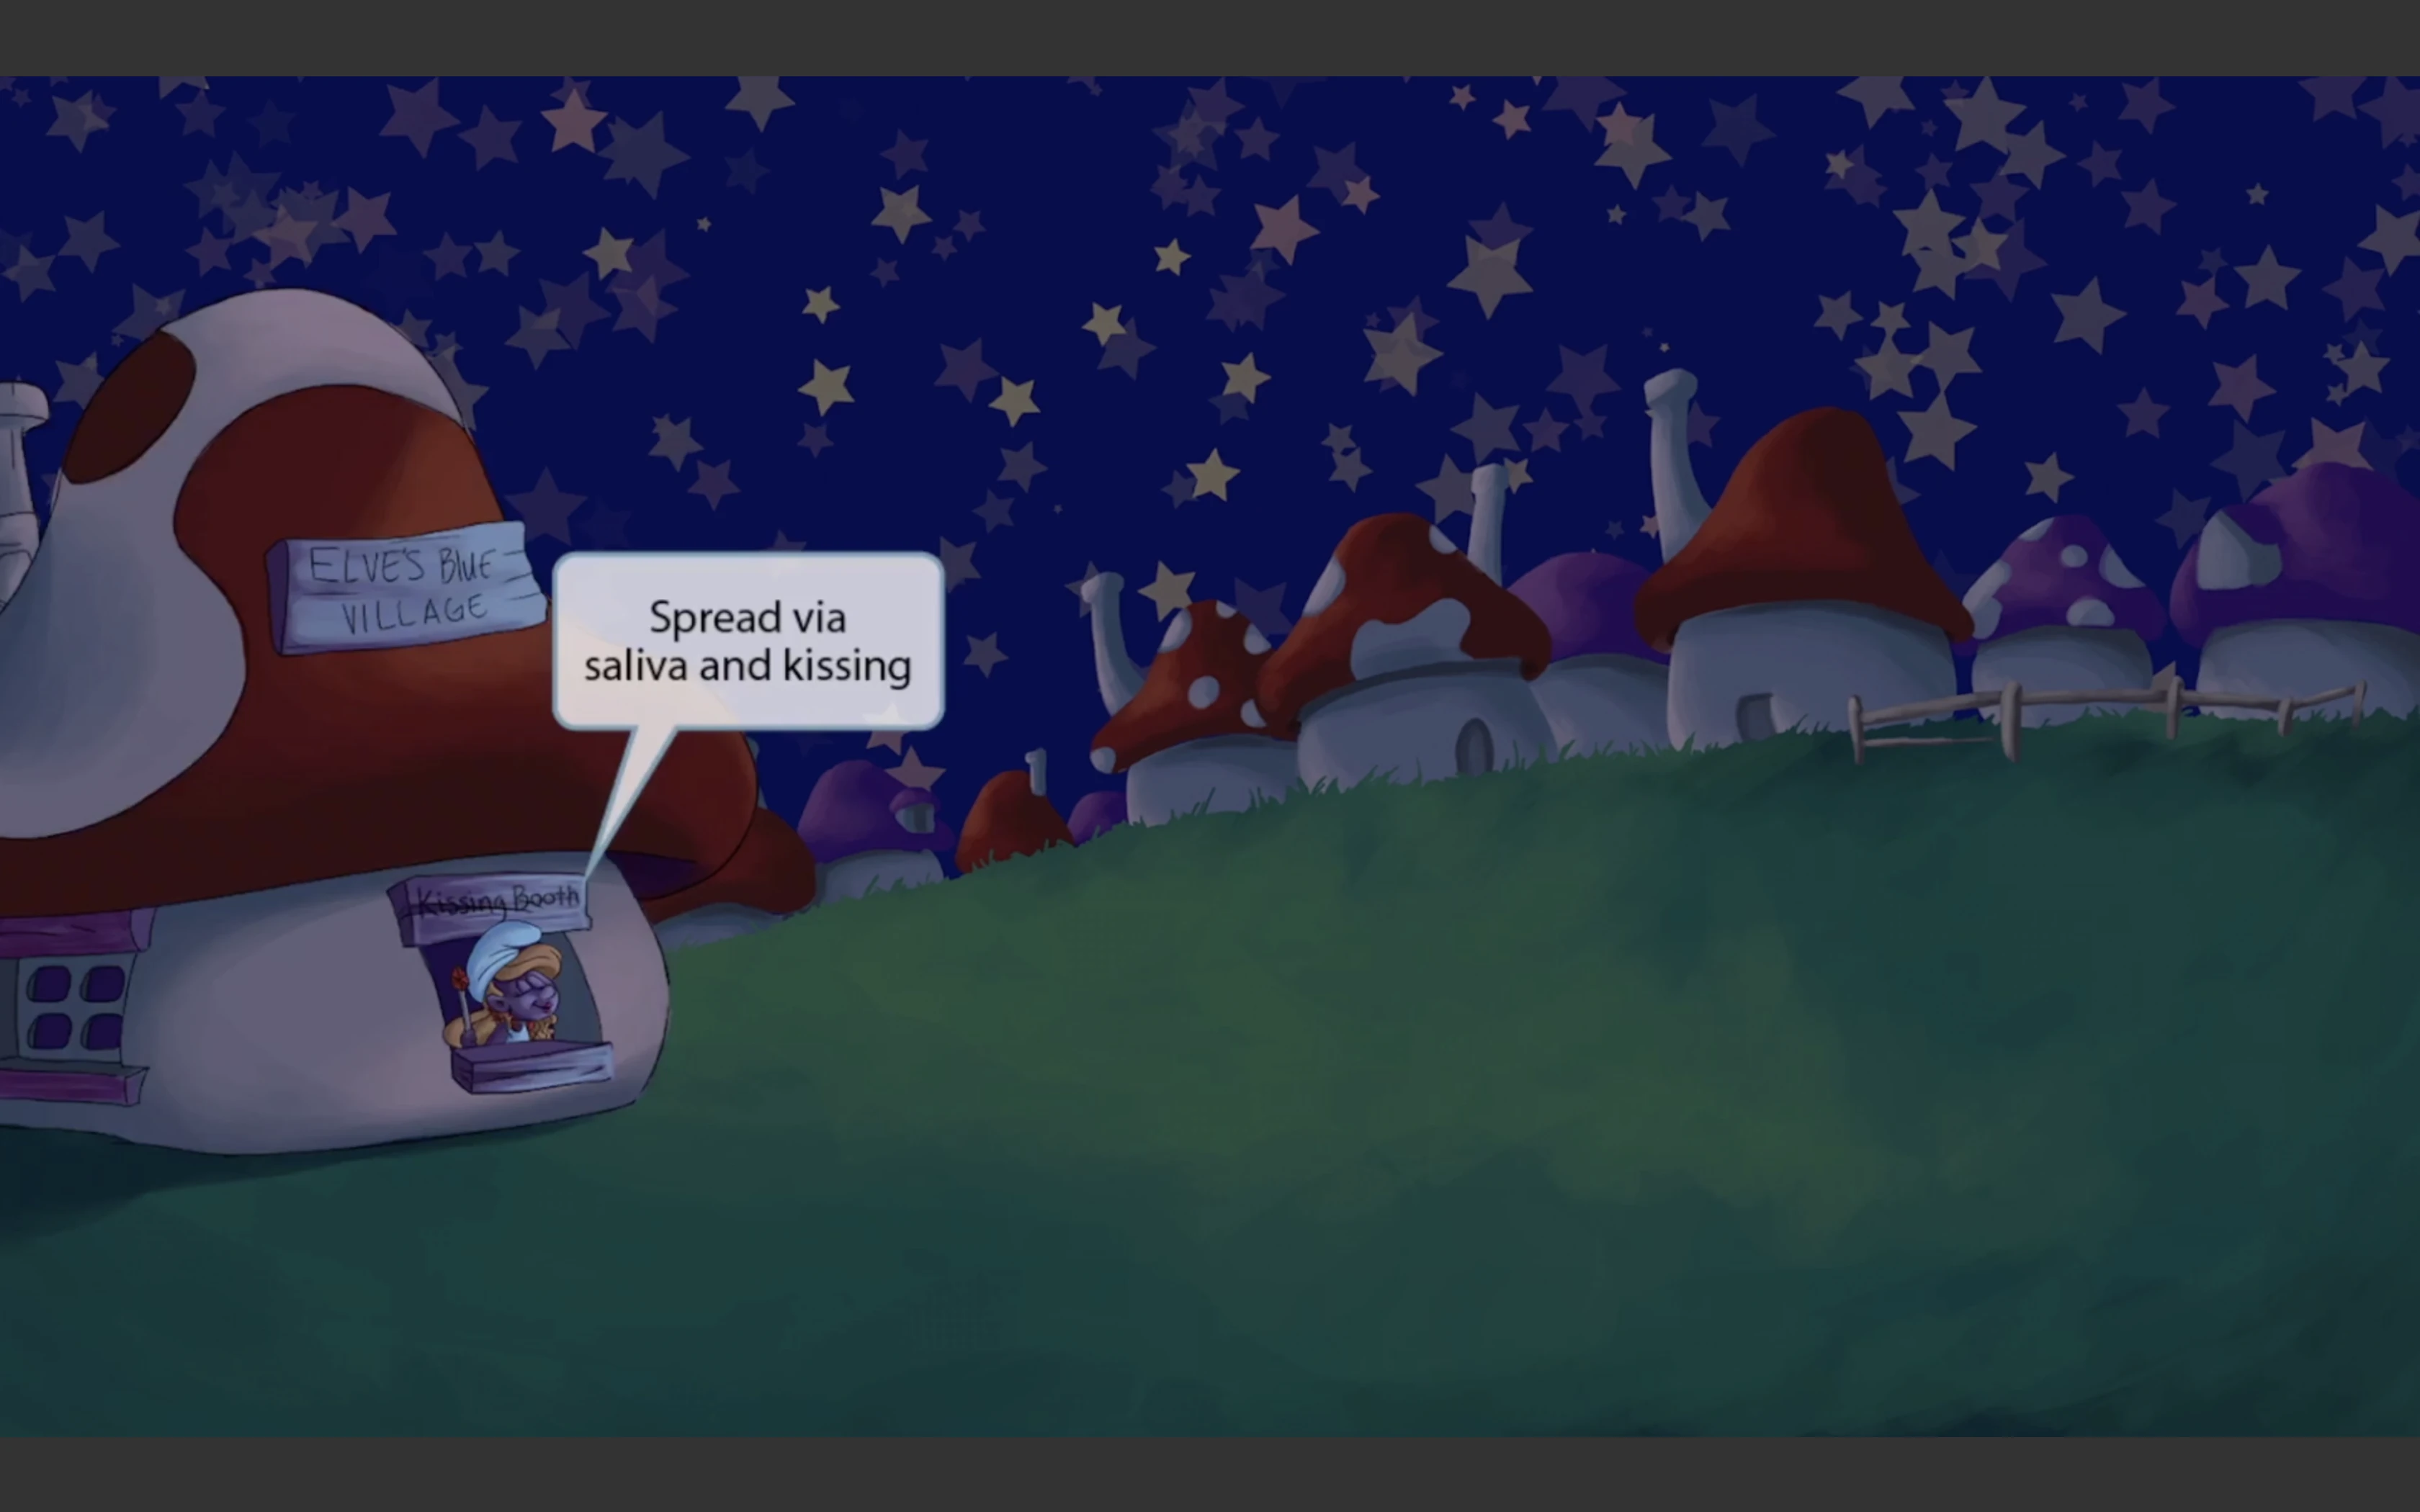 ELVE'S BLUE
VILLAGE
Spread via
saliva and kissing
Kissing Booth